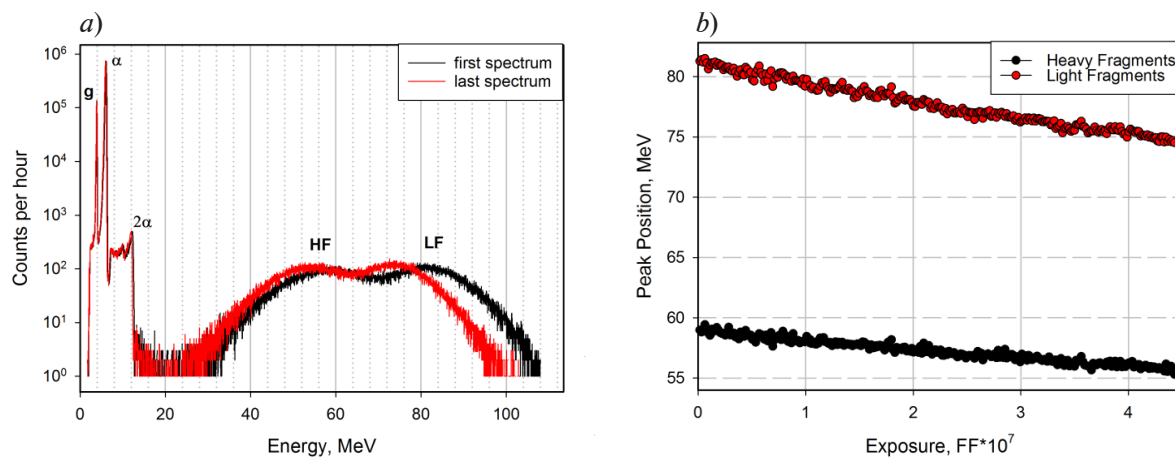 a)
10⁶
10⁵
10⁴
10³
10²
10¹
10⁰
Counts per hour
g
α
2α
HF
LF
first spectrum
last spectrum
0 20 40 60 80 100
Energy, MeV
b)
80
75
70
65
60
55
Peak Position, MeV
Heavy Fragments
Light Fragments
0 1 2 3 4
Exposure, FF*10⁷